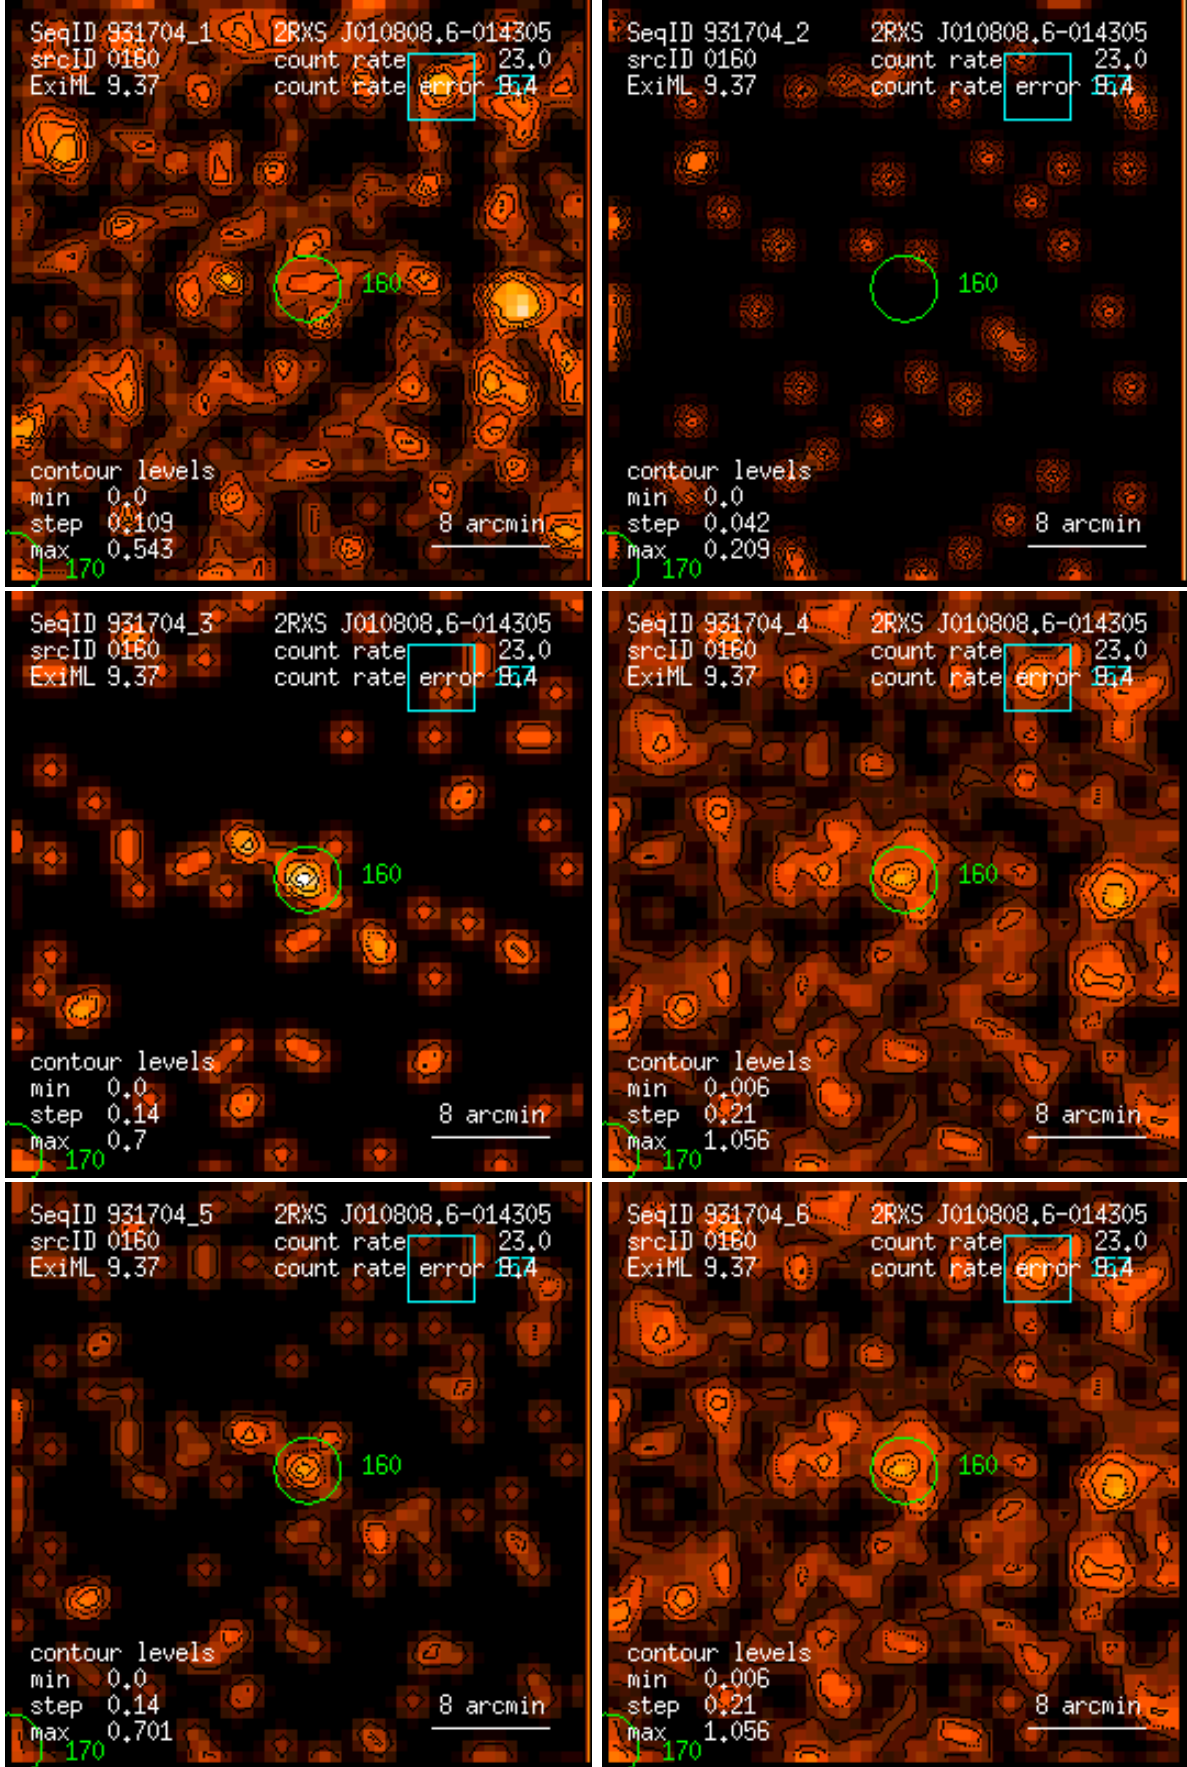 SeqID 931704_1 2RXS J010808.6-014305
srcID 0160 count rate 23.0
ExiML 9.37 count rate error
160
contour levels
min 0.0
step 0.109
max 0.543
8 arcmin
170
SeqID 931704_2 2RXS J010808.6-014305
srcID 0160 count rate 23.0
ExiML 9.37 count rate error
160
contour levels
min 0.0
step 0.042
max 0.209
8 arcmin
170
SeqID 931704_3 2RXS J010808.6-014305
srcID 0160 count rate 23.0
ExiML 9.37 count rate error
160
contour levels
min 0.0
step 0.14
max 0.7
8 arcmin
170
SeqID 931704_4 2RXS J010808.6-014305
srcID 0160 count rate 23.0
ExiML 9.37 count rate error
160
contour levels
min 0.006
step 0.21
max 1.056
8 arcmin
170
SeqID 931704_5 2RXS J010808.6-014305
srcID 0160 count rate 23.0
ExiML 9.37 count rate error
160
contour levels
min 0.0
step 0.14
max 0.701
8 arcmin
170
SeqID 931704_6 2RXS J010808.6-014305
srcID 0160 count rate 23.0
ExiML 9.37 count rate error
160
contour levels
min 0.006
step 0.21
max 1.056
8 arcmin
170